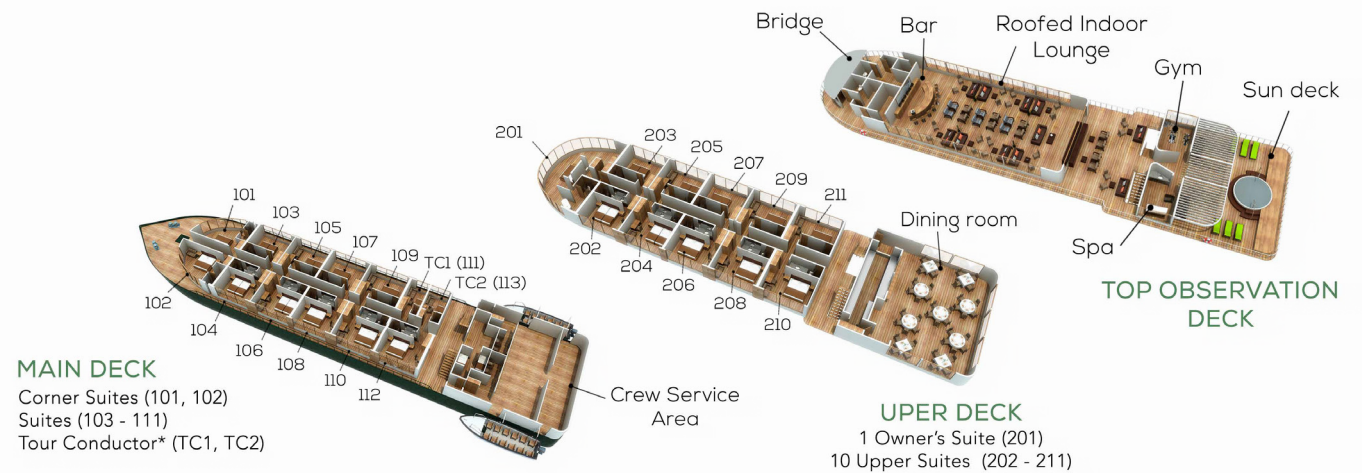 Bridge
Bar
Roofed Indoor
Lounge
Gym
Sun deck
Spa
TOP OBSERVATION
DECK
201
203
205
207
209
211
202
204
206
208
210
Dining room
UPER DECK
1 Owner's Suite (201)
10 Upper Suites (202 - 211)
101
103
105
107
109
TC1 (111)
TC2 (113)
102
104
106
108
110
112
Crew Service
Area
MAIN DECK
Corner Suites (101, 102)
Suites (103 - 111)
Tour Conductor* (TC1, TC2)